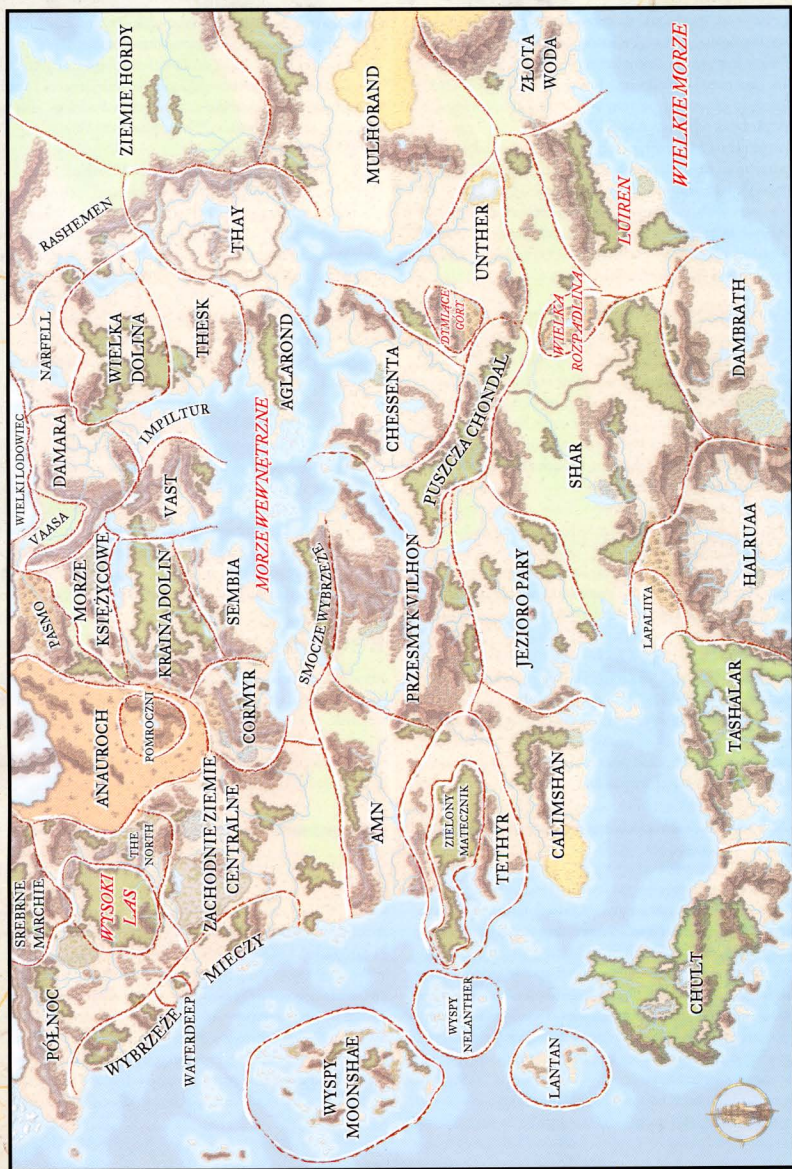 PÓŁNOC
SREBRNE
MARCHIE
WYSOKI
LAS
THE
NORTH
WYBRZEŻE MIECZY
WATERDEEP
ZACHODNIE ZIEMIE
CENTRALNE
ANAUROCH
POMROCZNI
PASMO
WIELKI LODOWIEC
VAASA
DAMARA
NARFELL
RASHEMEN
ZIEMIE HORDY
MORZE
KSIĘŻYCOWE
WIELKA
DOLINA
IMPILTUR
VAST
KRAINA DOLIN
SEMBIA
CORMYR
THESK
THAY
AGLAROND
MORZE WEWNĘTRZNE
WYSPY
MOONSHAE
AMN
SMOCZE WYBRZEŻE
CHESSENTA
MULHORAND
PRZESMYK VILHON
PUSZCZA CHONDAL
DYMIĄCE
GÓRY
UNTHER
WYSPY
NELANTHER
ZIELONY
MATECZNIK
TETHYR
ZŁOTA
WODA
LANTAN
CALIMSHAN
JEZIORO PARY
SHAR
WIELKA
ROZPADLINA
LUIREN
WIELKIE MORZE
CHULT
TASHALAR
LAPALIIYA
HALRUAA
DAMBRATH